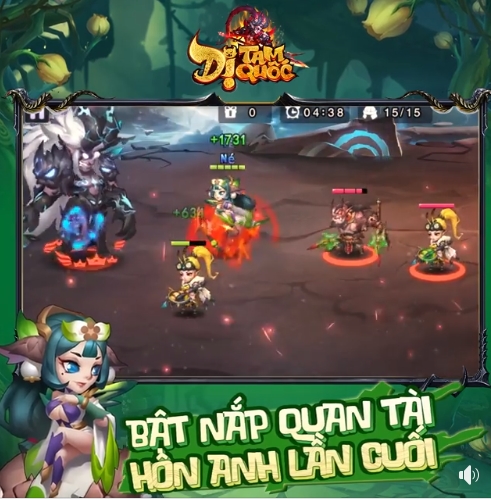 DỊ TAM
QUỐC
0 04:38 15/15
+1731
Né
BẬT NẮP QUAN TÀI
HÔN ANH LẦN CUỐI